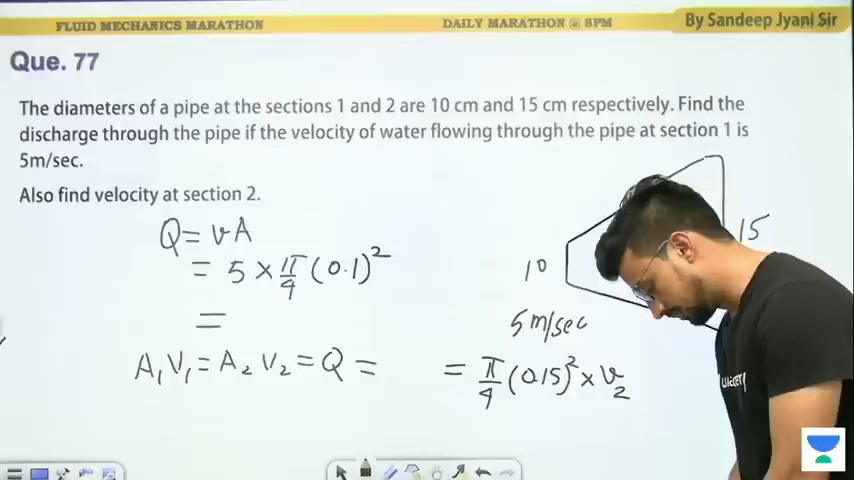 FLUID MECHANICS MARATHON
DAILY MARATHON @ 8PM
By Sandeep Jyani Sir
Que. 77
The diameters of a pipe at the sections 1 and 2 are 10 cm and 15 cm respectively. Find the
discharge through the pipe if the velocity of water flowing through the pipe at section 1 is
5m/sec.
Also find velocity at section 2.
Q = vA
= 5 × π/4 (0.1)²
=
15
10
5m/sec
A₁V₁ = A₂ V₂ = Q = = π/4 (0.15)² × v₂